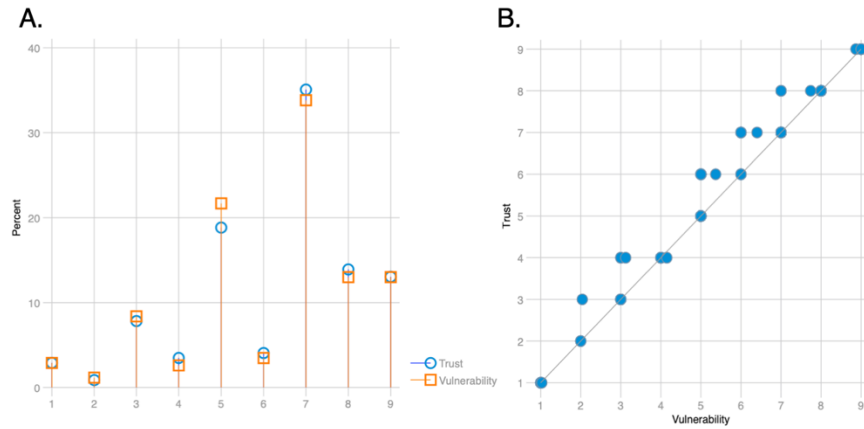 A.
40
30
20
10
0
Percent
1 2 3 4 5 6 7 8 9
Trust
Vulnerability
B.
9
8
7
6
5
4
3
2
1
Trust
1 2 3 4 5 6 7 8 9
Vulnerability